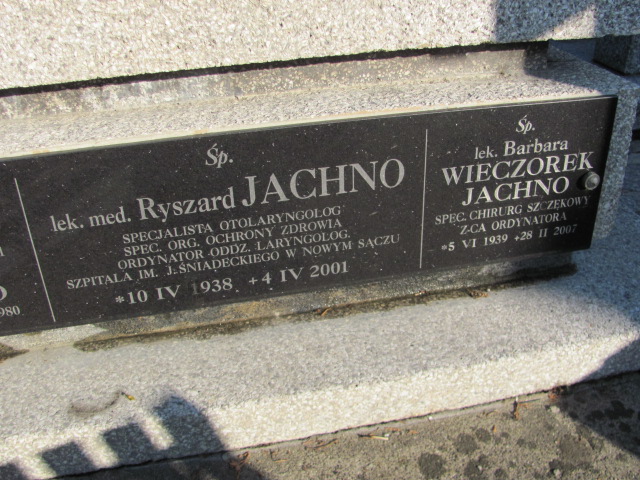 980
Śp.
lek. med. Ryszard JACHNO
SPECJALISTA OTOLARYNGOLOG
SPEC. ORG. OCHRONY ZDROWIA
ORDYNATOR ODDZ. LARYNGOLOG.
SZPITALA IM. J. ŚNIADECKIEGO W NOWYM SĄCZU
*10 IV 1938 +4 IV 2001
Śp.
lek. Barbara
WIECZOREK
JACHNO
SPEC. CHIRURG SZCZĘKOWY
Z-CA ORDYNATORA
*5 VI 1939 +28 II 2007